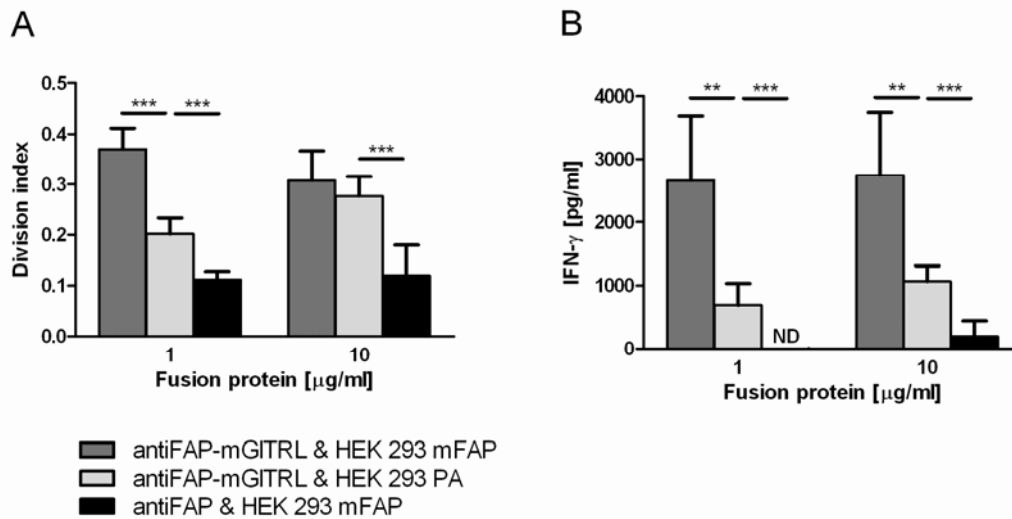 A
Division index
0.5
0.4
0.3
0.2
0.1
0.0
*** ***
***
1 10
Fusion protein [μg/ml]
B
IFN-γ [pg/ml]
4000
3000
2000
1000
0
** ***
** ***
ND
1 10
Fusion protein [μg/ml]
antiFAP-mGITRL & HEK 293 mFAP
antiFAP-mGITRL & HEK 293 PA
antiFAP & HEK 293 mFAP